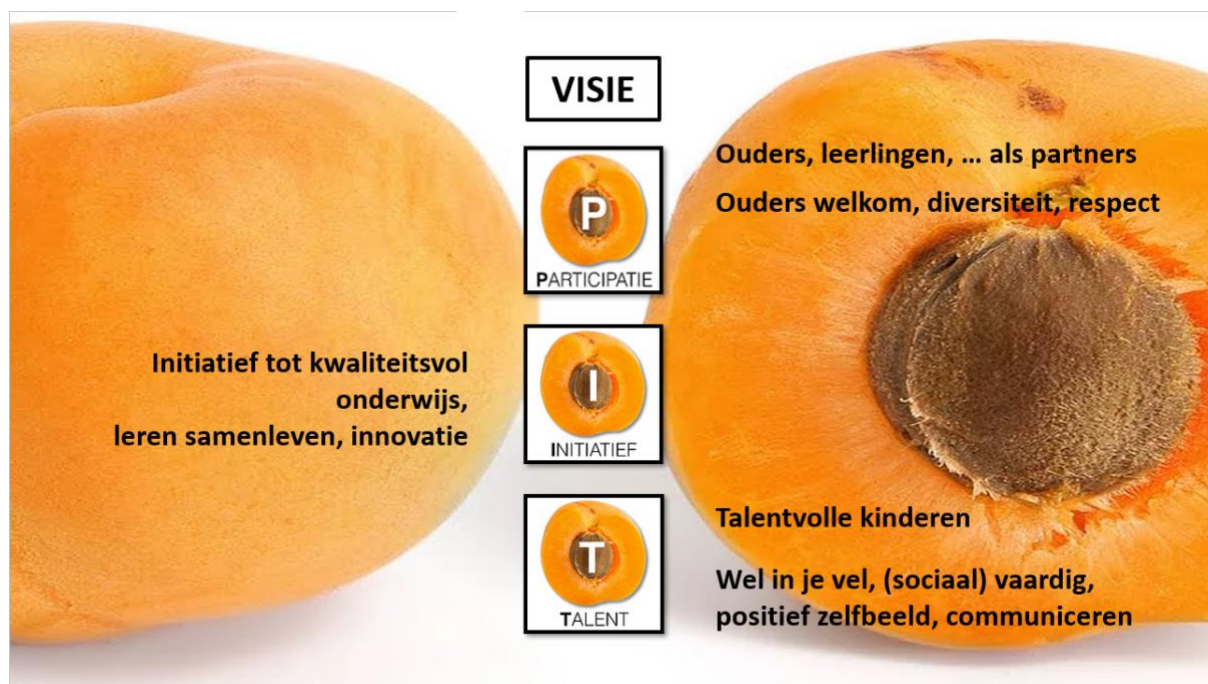 VISIE
P
PARTICIPATIE
Ouders, leerlingen, ... als partners
Ouders welkom, diversiteit, respect
Initiatief tot kwaliteitsvol
onderwijs,
leren samenleven, innovatie
I
INITIATIEF
T
TALENT
Talentvolle kinderen
Wel in je vel, (sociaal) vaardig,
positief zelfbeeld, communiceren